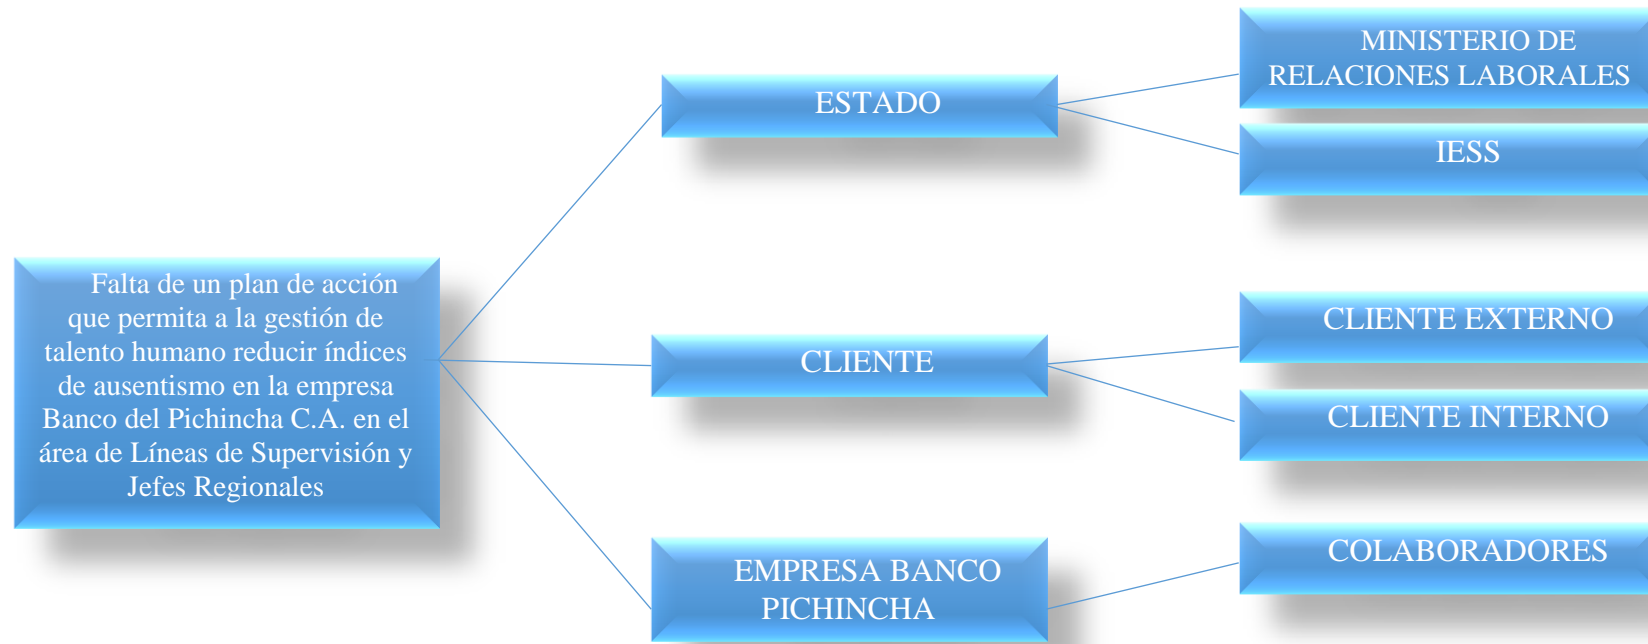 MINISTERIO DE
RELACIONES LABORALES
ESTADO
IESS
Falta de un plan de acción
que permita a la gestión de
talento humano reducir índices
de ausentismo en la empresa
Banco del Pichincha C.A. en el
área de Líneas de Supervisión y
Jefes Regionales
CLIENTE EXTERNO
CLIENTE
CLIENTE INTERNO
COLABORADORES
EMPRESA BANCO
PICHINCHA